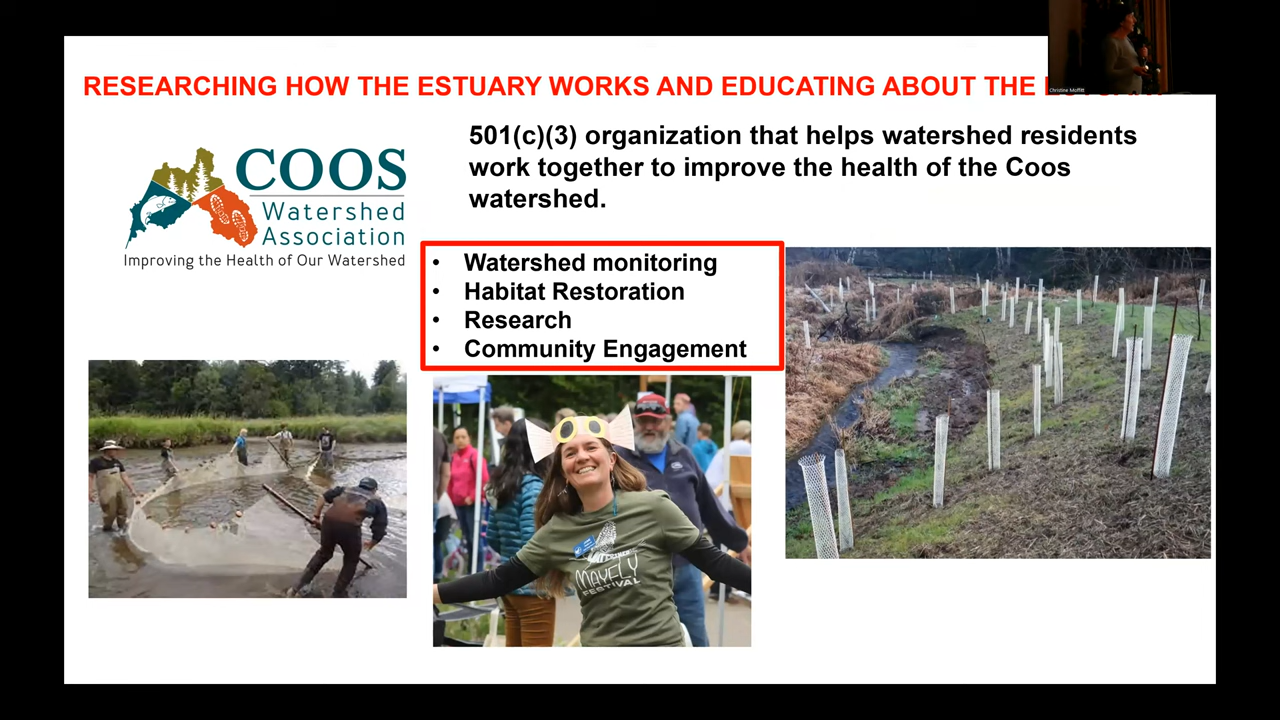 RESEARCHING HOW THE ESTUARY WORKS AND EDUCATING ABOUT THE
Christine Moffitt
501(c)(3) organization that helps watershed residents
work together to improve the health of the Coos
watershed.
COOS
Watershed
Association
Improving the Health of Our Watershed
• Watershed monitoring
• Habitat Restoration
• Research
• Community Engagement
MAYFLY
FESTIVAL